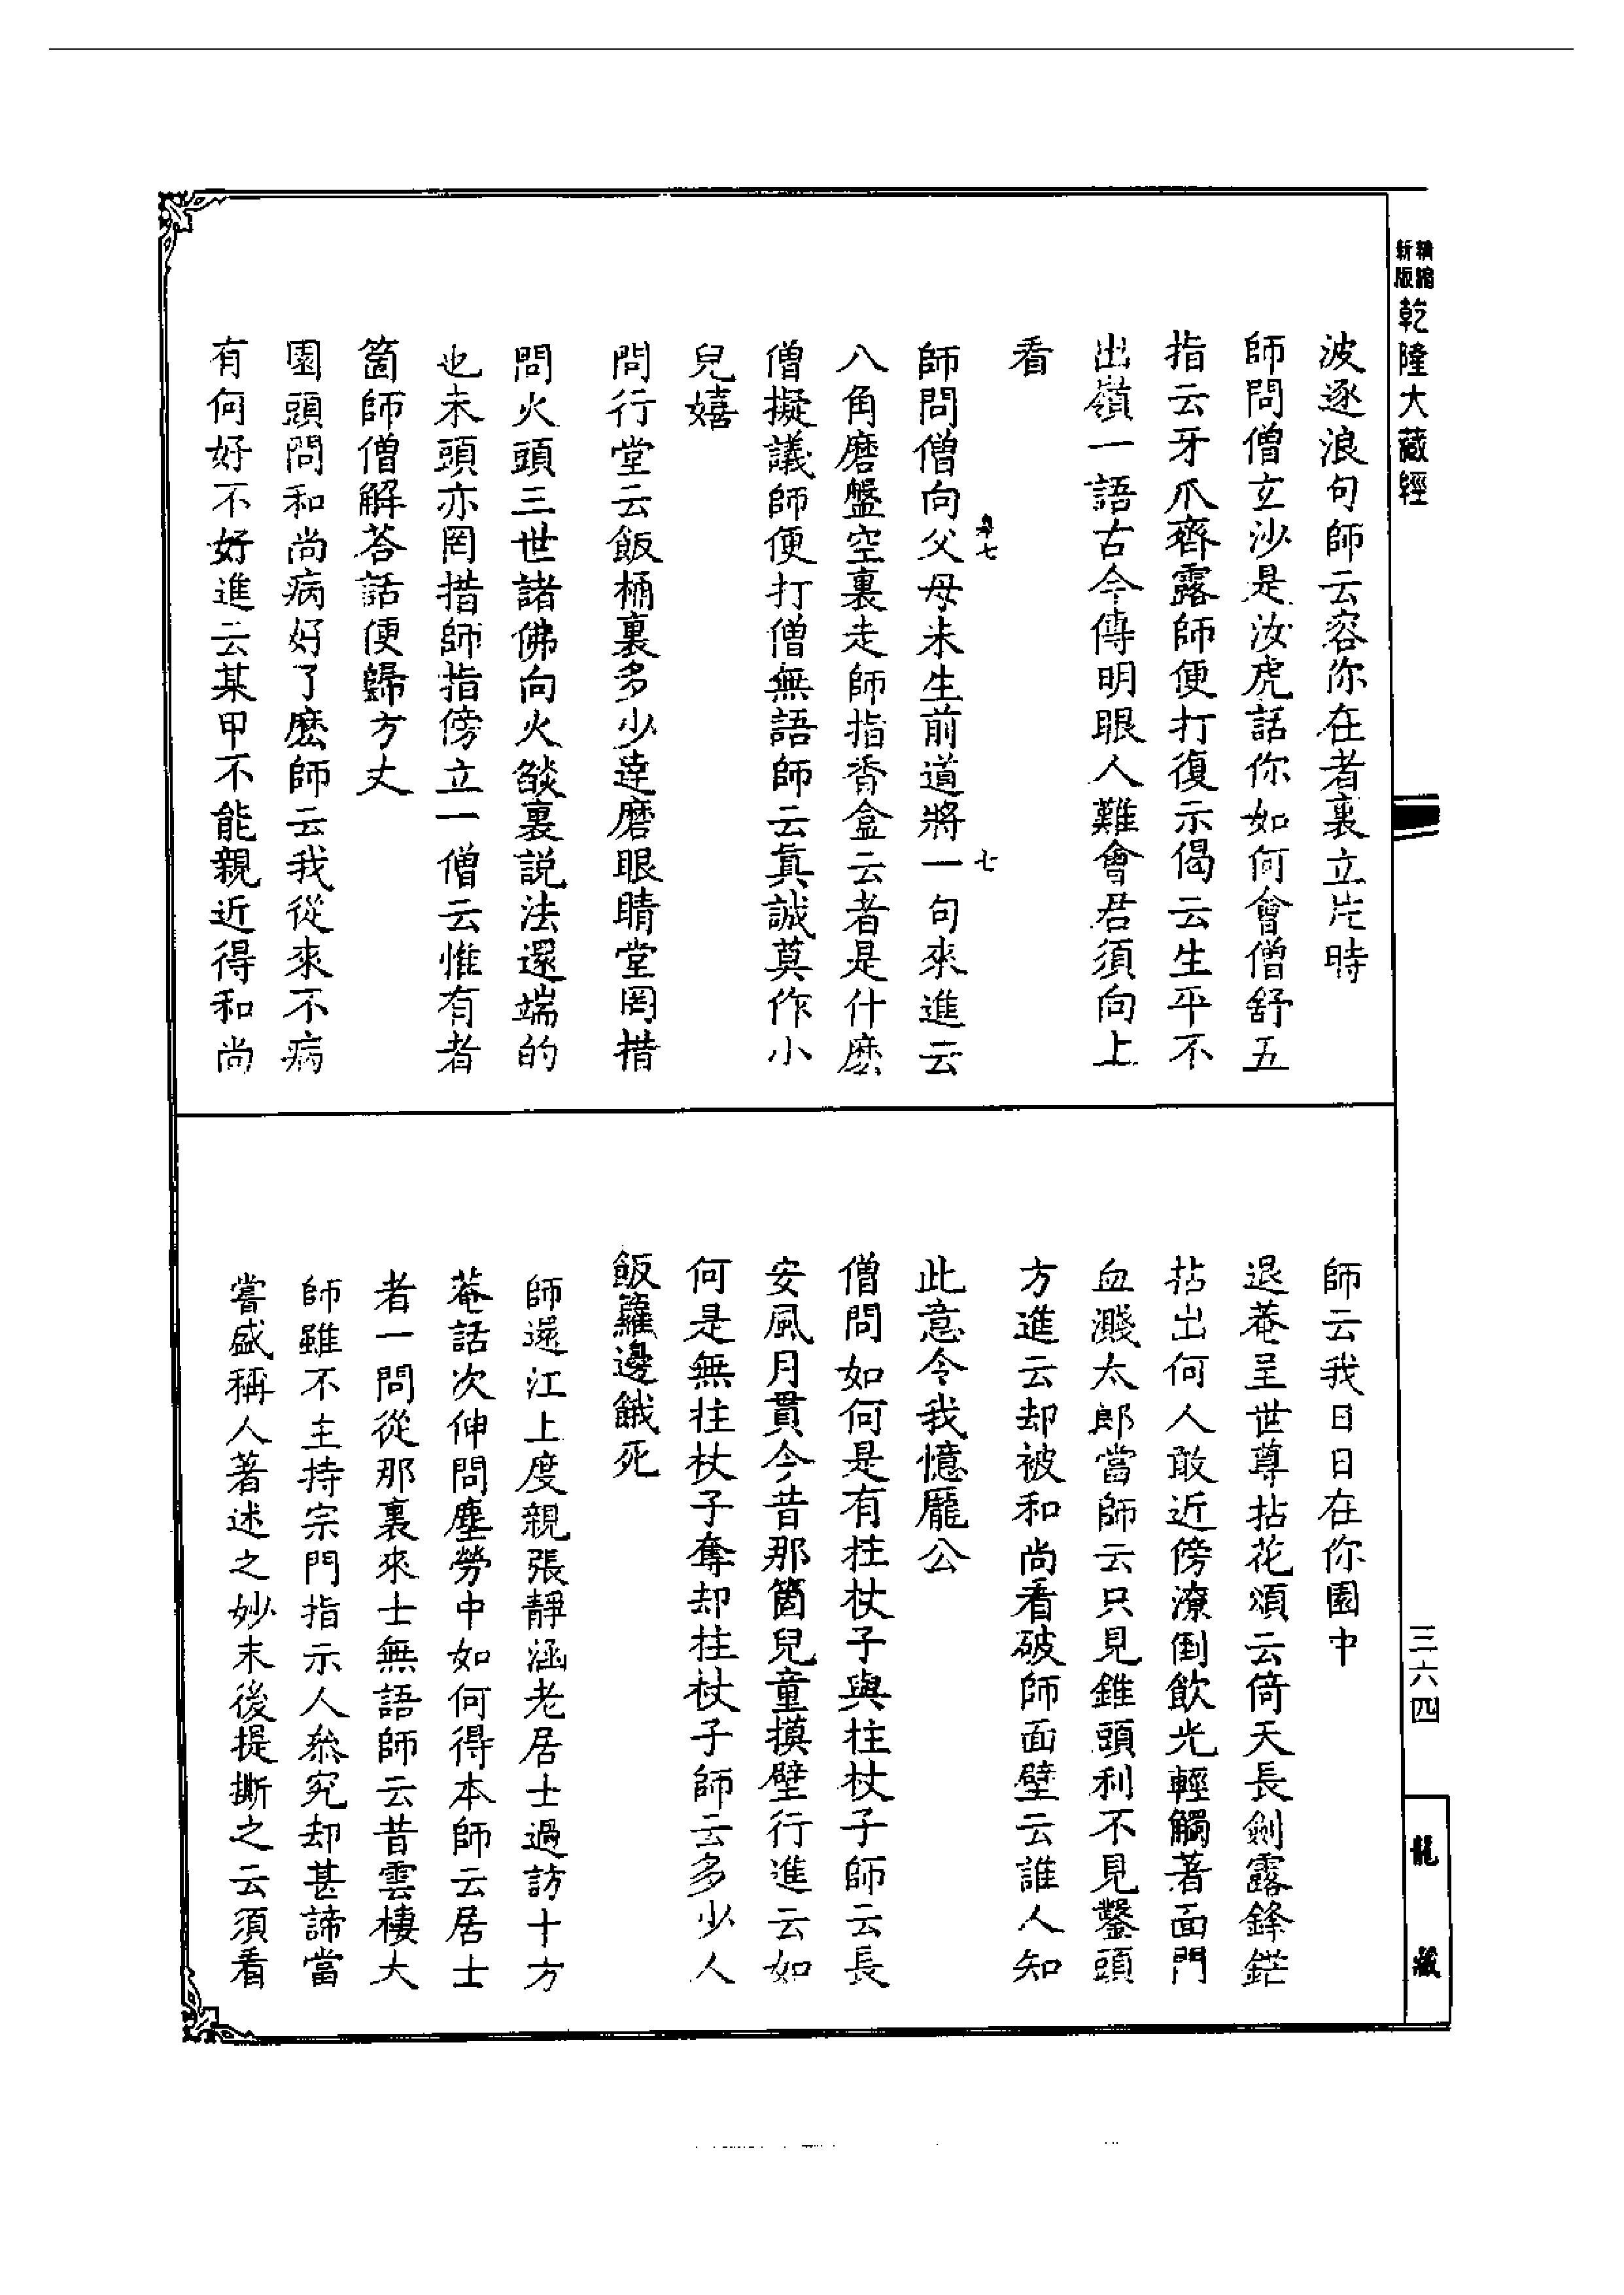 精縮
新版
乾隆大藏經
波逐浪句師云容你在者裏立片時
師問僧玄沙是汝虎話你如何會僧舒五
指云牙爪齊露師便打復示偈云生平不
出嶺一語古今傳明眼人難會君須向上
看
七
師問僧向父母未生前道將一句來進云
八角磨盤空裏走師指香盒云者是什麼
僧擬議師便打僧無語師云真誠莫作小
兒嬉
問行堂云飯桶裏多少達磨眼睛堂罔措
問火頭三世諸佛向火燄裏説法還端的
也未頭亦罔措師指傍立一僧云惟有者
箇師僧解荅話便歸方丈
園頭問和尚病好了麼師云我從來不病
有何好不好進云某甲不能親近得和尚
師云我日日在你園中
退菴呈世尊拈花頌云倚天長劍露鋒鋩
拈出何人敢近傍潦倒飲光輕觸著面門
血濺太郎當師云只見錐頭利不見鑿頭
方進云却被和尚看破師面壁云誰人知
此意令我憶龐公
僧問如何是有拄杖子與拄杖子師云長
安風月貫今昔那箇兒童摸壁行進云如
何是無拄杖子奪却拄杖子師云多少人
飯籮邊餓死
師還江上度親張靜涵老居士過訪十方
菴話次伸問塵勞中如何得本師云居士
者一問從那裏來士無語師云昔雲棲大
師雖不主持宗門指示人叅究却甚諦當
嘗盛稱人著述之妙末後提撕之云須看
三六四
龍藏